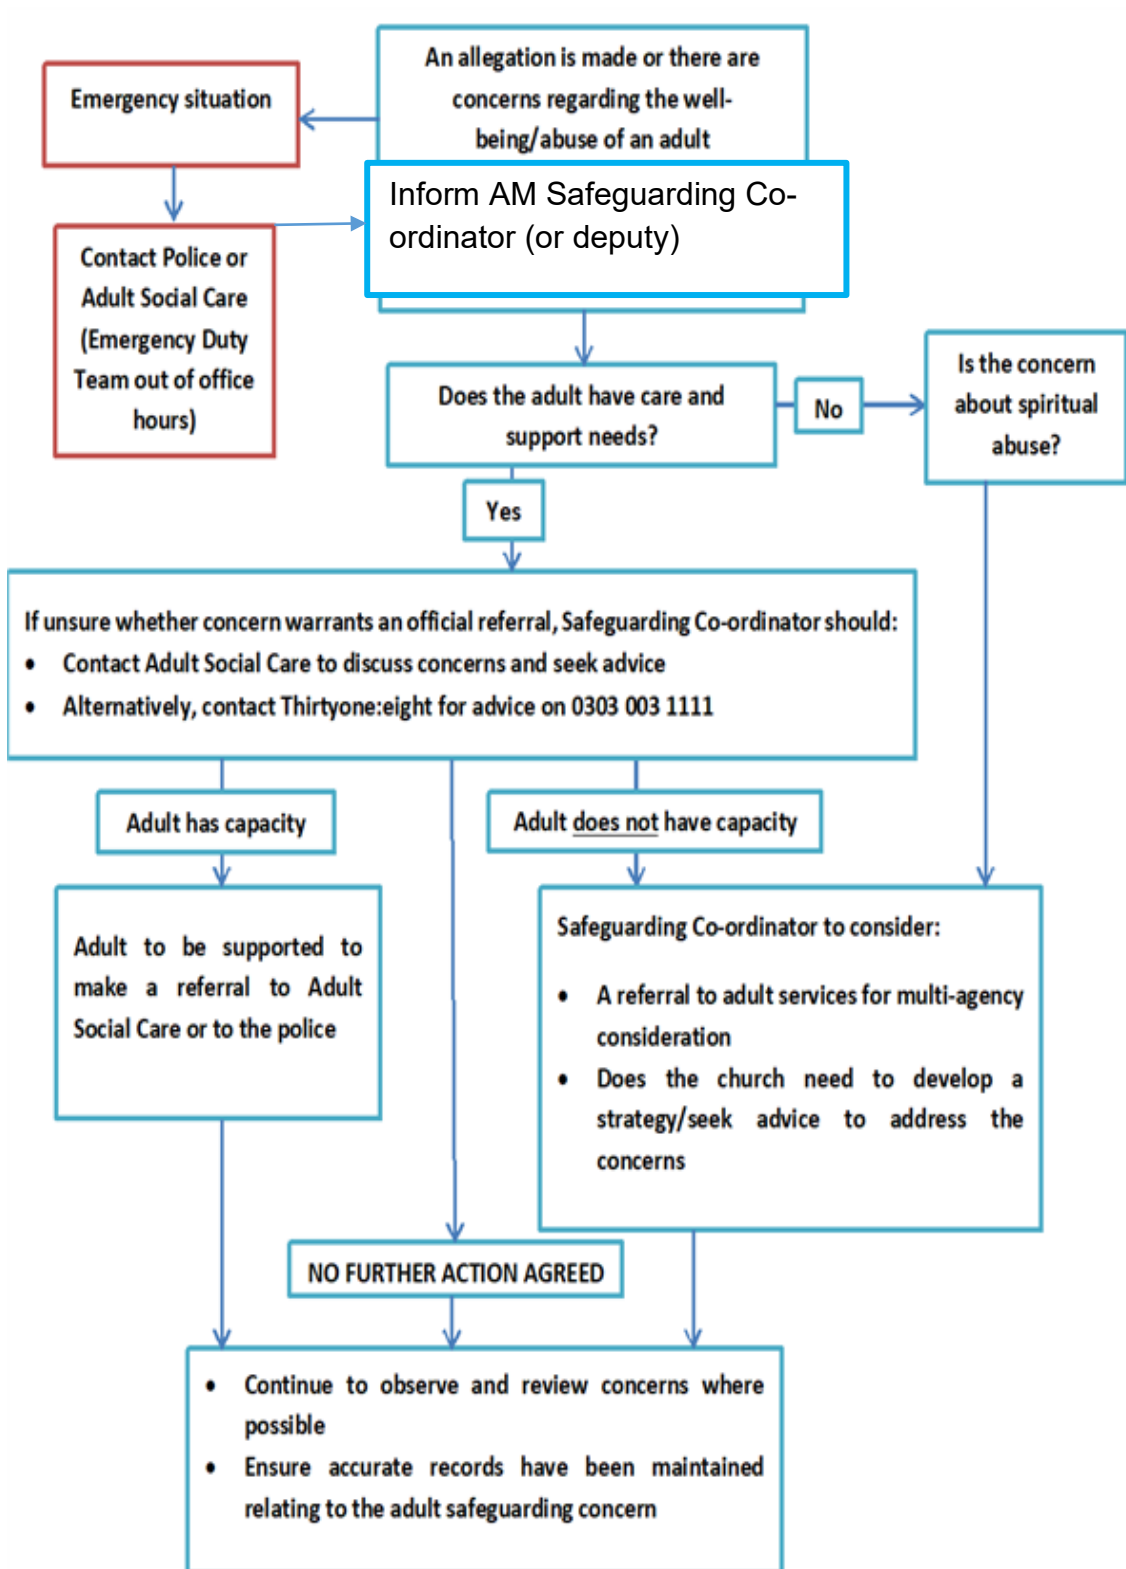 An allegation is made or there are
concerns regarding the well-
being/abuse of an adult
Emergency situation
Inform AM Safeguarding Co-
ordinator (or deputy)
Contact Police or
Adult Social Care
(Emergency Duty
Team out of office
hours)
Does the adult have care and
support needs?
No
Is the concern
about spiritual
abuse?
Yes
If unsure whether concern warrants an official referral, Safeguarding Co-ordinator should:
• Contact Adult Social Care to discuss concerns and seek advice
• Alternatively, contact Thirtyone:eight for advice on 0303 003 1111
Adult has capacity
Adult does not have capacity
Adult to be supported to
make a referral to Adult
Social Care or to the police
Safeguarding Co-ordinator to consider:
• A referral to adult services for multi-agency
consideration
• Does the church need to develop a
strategy/seek advice to address the
concerns
NO FURTHER ACTION AGREED
• Continue to observe and review concerns where
possible
• Ensure accurate records have been maintained
relating to the adult safeguarding concern